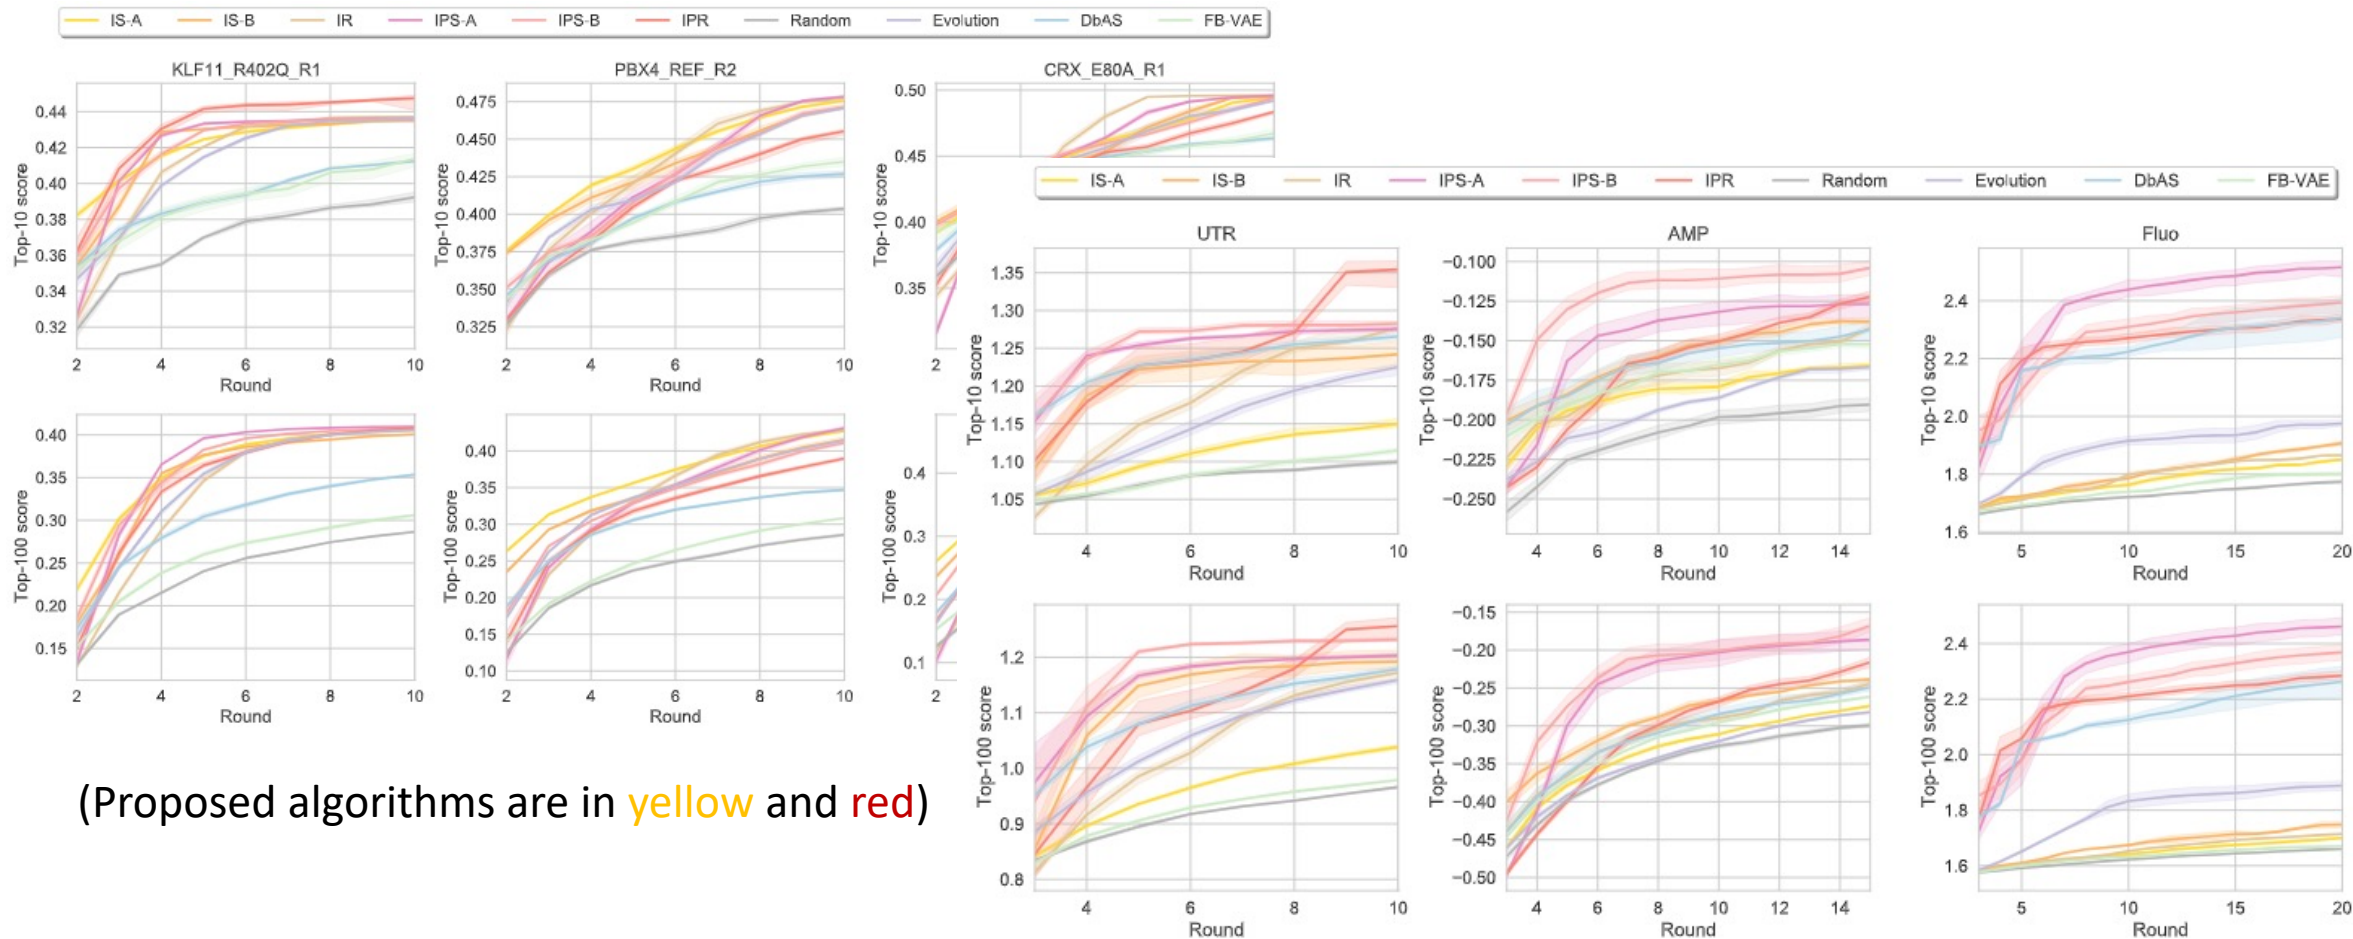 IS-A IS-B IR IPS-A IPS-B IPR Random Evolution DbAS FB-VAE
KLF11_R402Q_R1
Top-10 score
0.44
0.42
0.40
0.38
0.36
0.34
0.32
2 4 6 8 10
Round
PBX4_REF_R2
Top-10 score
0.475
0.450
0.425
0.400
0.375
0.350
0.325
2 4 6 8 10
Round
CRX_E80A_R1
Top-10 score
0.50
0.45
0.40
0.35
2
Top-100 score
0.40
0.35
0.30
0.25
0.20
0.15
2 4 6 8 10
Round
Top-100 score
0.40
0.35
0.30
0.25
0.20
0.15
0.10
2 4 6 8 10
Round
Top-100 score
0.4
0.3
0.2
0.1
2
IS-A IS-B IR IPS-A IPS-B IPR Random Evolution DbAS FB-VAE
UTR
Top-10 score
1.35
1.30
1.25
1.20
1.15
1.10
1.05
4 6 8 10
Round
AMP
Top-10 score
−0.100
−0.125
−0.150
−0.175
−0.200
−0.225
−0.250
4 6 8 10 12 14
Round
Fluo
Top-10 score
2.4
2.2
2.0
1.8
1.6
5 10 15 20
Round
Top-100 score
1.2
1.1
1.0
0.9
0.8
4 6 8 10
Round
Top-100 score
−0.15
−0.20
−0.25
−0.30
−0.35
−0.40
−0.45
−0.50
4 6 8 10 12 14
Round
Top-100 score
2.4
2.2
2.0
1.8
1.6
5 10 15 20
Round
(Proposed algorithms are in yellow and red)